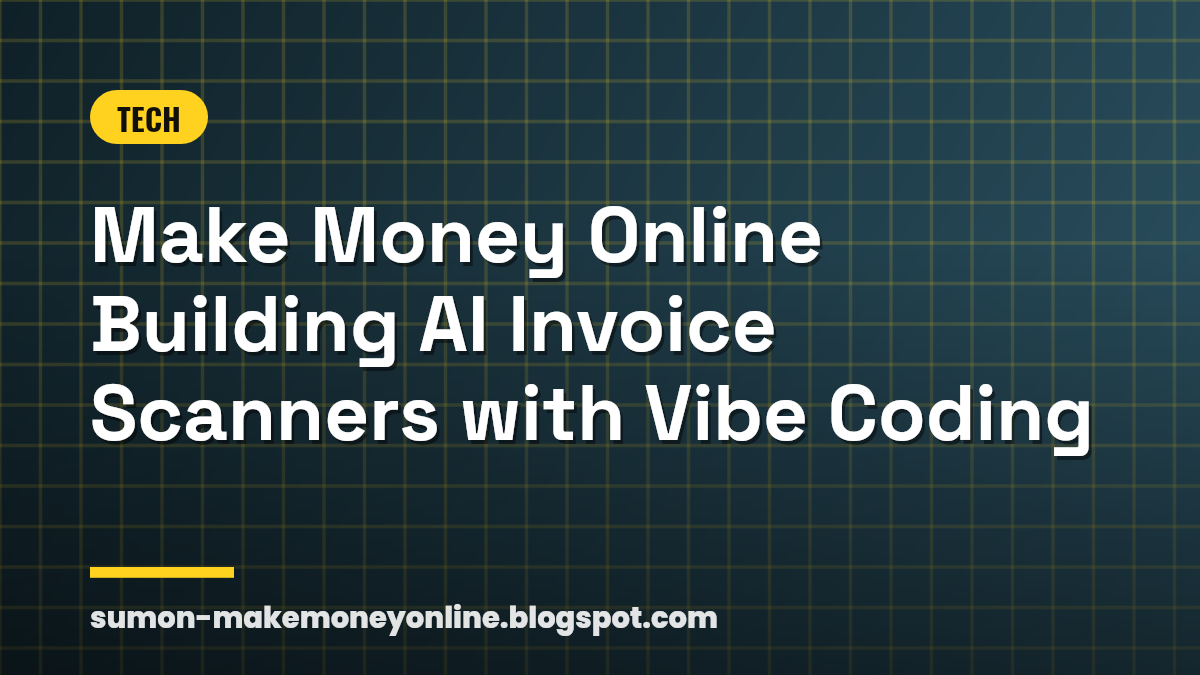 TECH
Make Money Online
Building AI Invoice
Scanners with Vibe Coding
sumon-makemoneyonline.blogspot.com